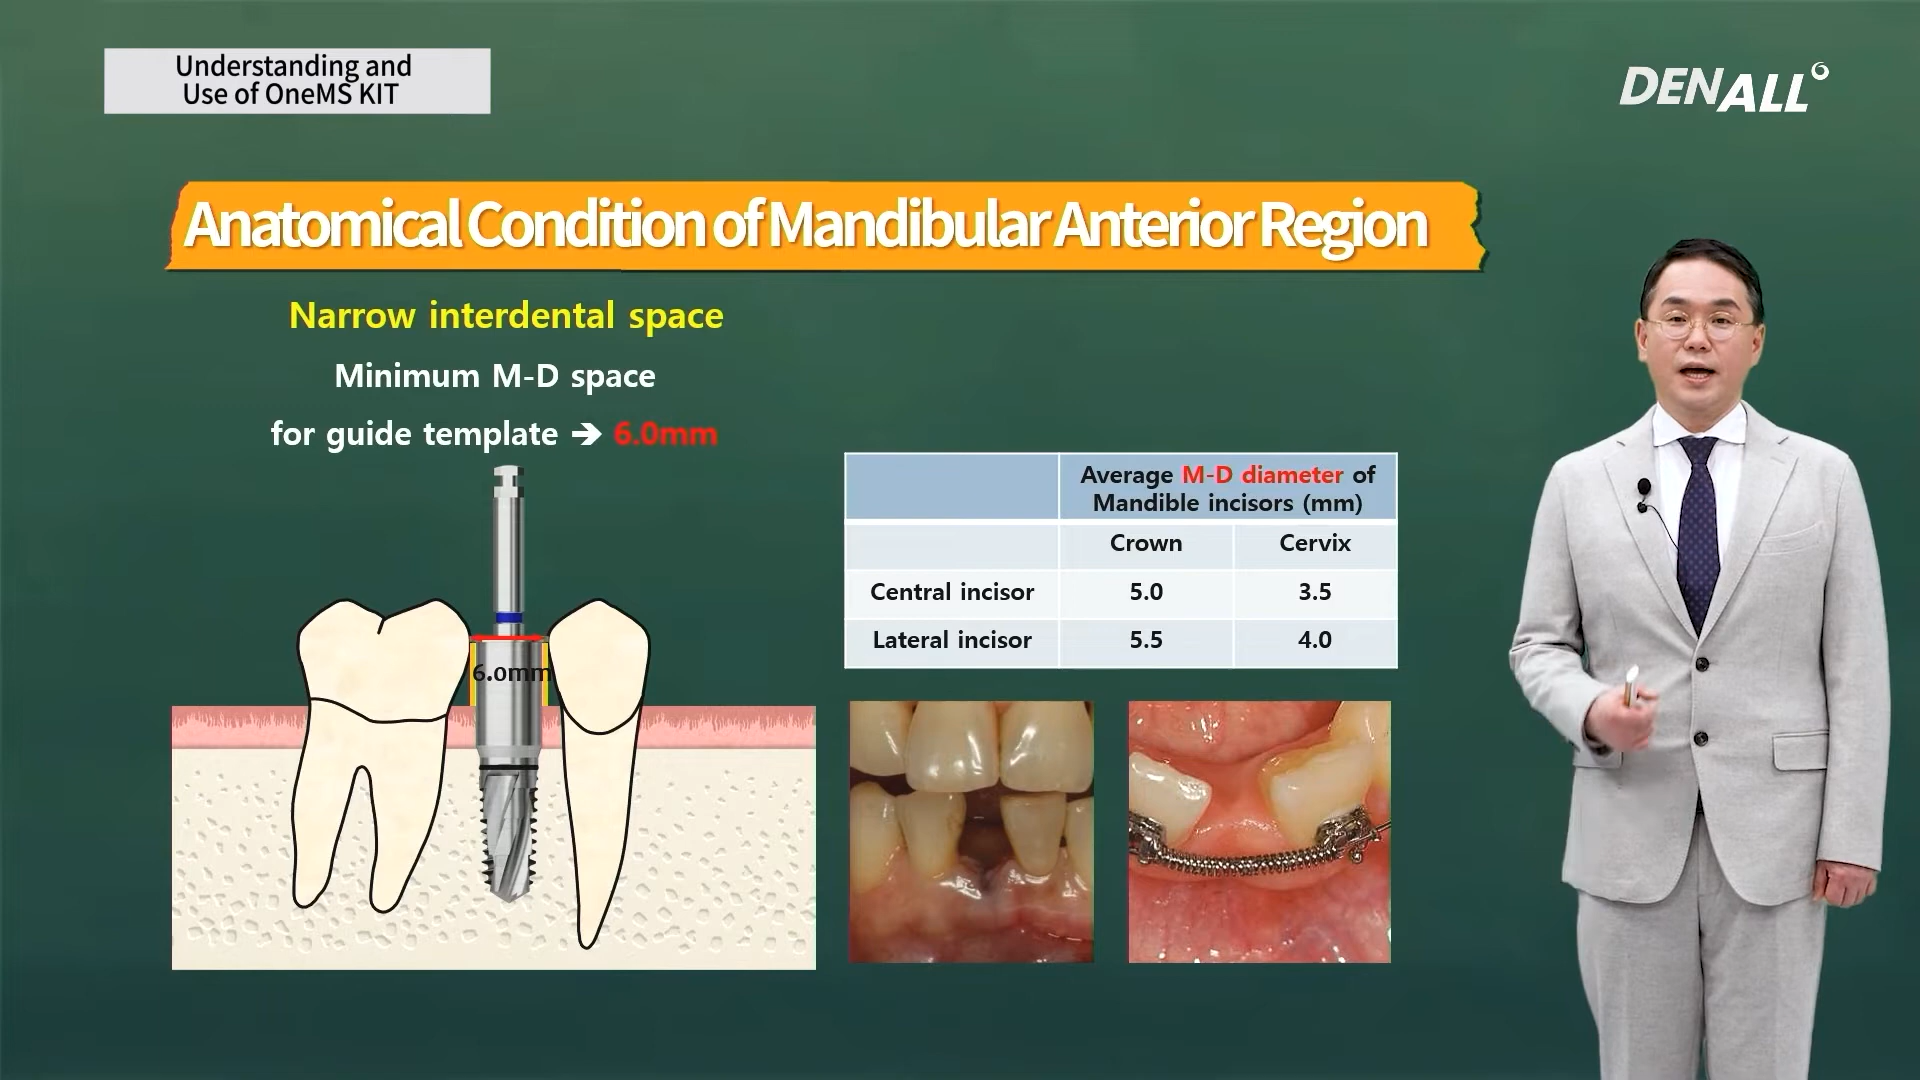 Understanding and
Use of OneMS KIT
DENALL
Anatomical Condition of Mandibular Anterior Region
Narrow interdental space
Minimum M-D space
for guide template ➔ 6.0mm
6.0mm
Average M-D diameter of
Mandible incisors (mm)
Crown Cervix
Central incisor 5.0 3.5
Lateral incisor 5.5 4.0